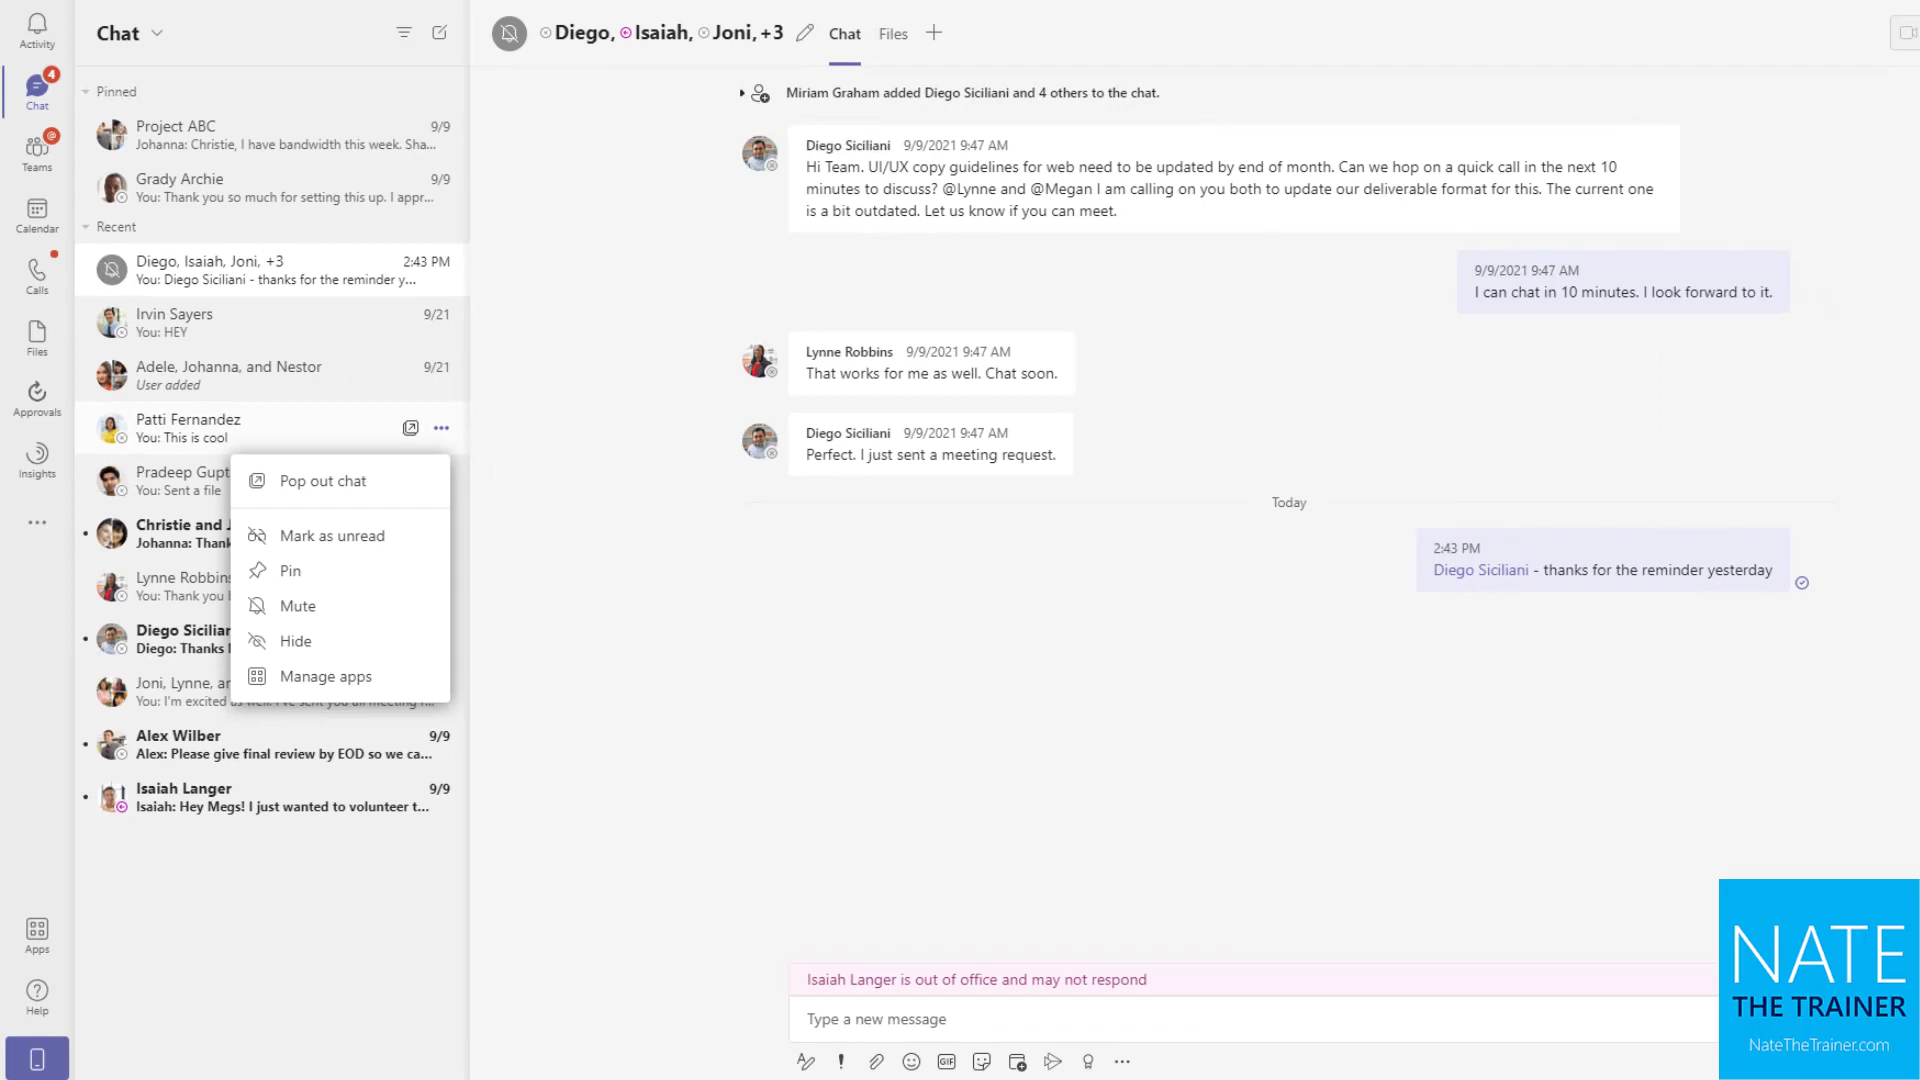 Activity
4
Chat
Teams
Calendar
Calls
Files
Approvals
Insights
Apps
Help
Chat
Pinned
Project ABC 9/9
Johanna: Christie, I have bandwidth this week. Sha...
Grady Archie 9/9
You: Thank you so much for setting this up. I appr...
Recent
Diego, Isaiah, Joni, +3 2:43 PM
You: Diego Siciliani - thanks for the reminder y...
Irvin Sayers 9/21
You: HEY
Adele, Johanna, and Nestor 9/21
User added
Patti Fernandez
You: This is cool
Pradeep Gupt
You: Sent a file
Christie and J
Johanna: Thank
Lynne Robbins
You: Thank you
Diego Sicilian
Diego: Thanks
Joni, Lynne, an
You: I'm excited
Alex Wilber 9/9
Alex: Please give final review by EOD so we ca...
Isaiah Langer 9/9
Isaiah: Hey Megs! I just wanted to volunteer t...
Pop out chat
Mark as unread
Pin
Mute
Hide
Manage apps
Diego, Isaiah, Joni, +3
Chat Files
Miriam Graham added Diego Siciliani and 4 others to the chat.
Diego Siciliani 9/9/2021 9:47 AM
Hi Team. UI/UX copy guidelines for web need to be updated by end of month. Can we hop on a quick call in the next 10
minutes to discuss? @Lynne and @Megan I am calling on you both to update our deliverable format for this. The current one
is a bit outdated. Let us know if you can meet.
9/9/2021 9:47 AM
I can chat in 10 minutes. I look forward to it.
Lynne Robbins 9/9/2021 9:47 AM
That works for me as well. Chat soon.
Diego Siciliani 9/9/2021 9:47 AM
Perfect. I just sent a meeting request.
Today
2:43 PM
Diego Siciliani - thanks for the reminder yesterday
Isaiah Langer is out of office and may not respond
Type a new message
GIF
NATE
THE TRAINER
NateTheTrainer.com